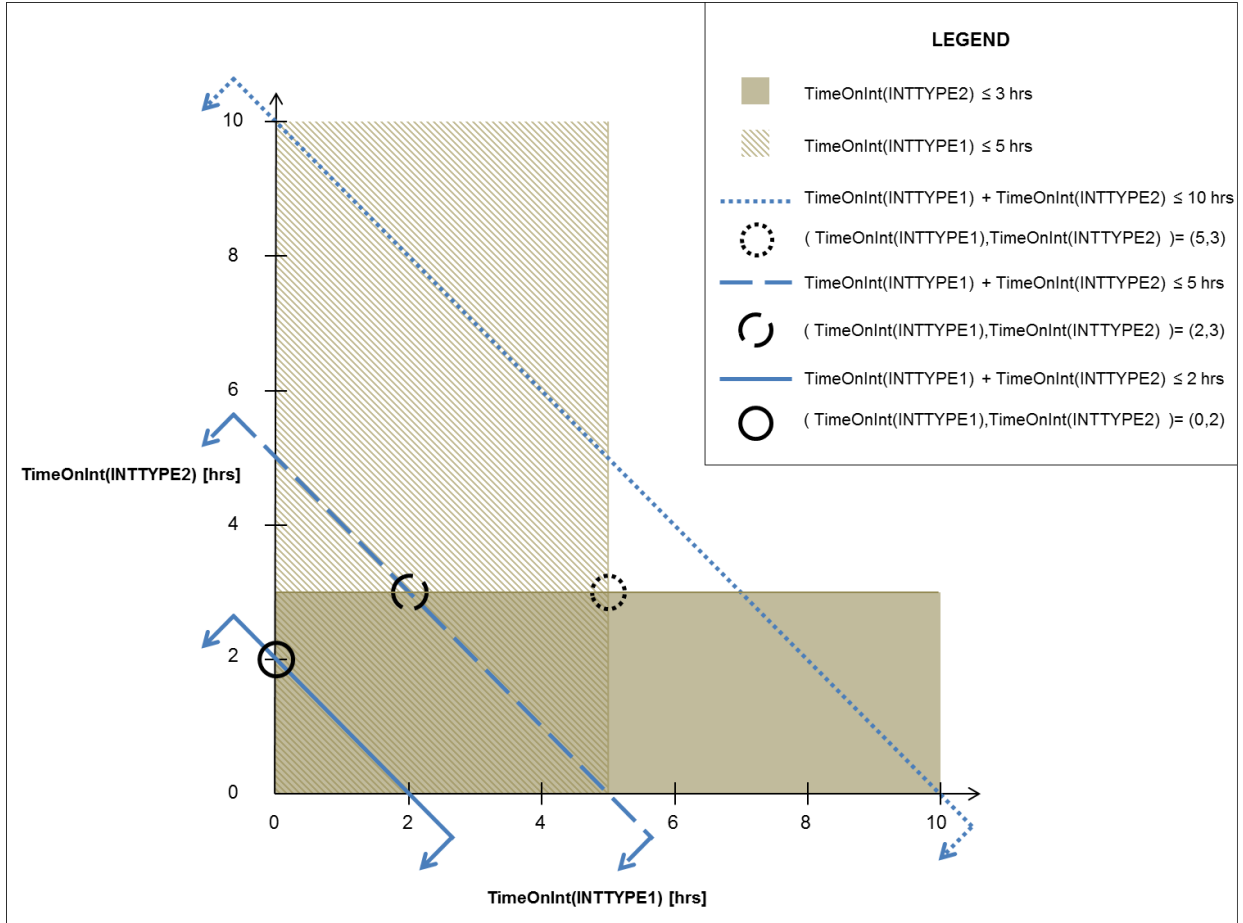 LEGEND
TimeOnInt(INTTYPE2) ≤ 3 hrs
TimeOnInt(INTTYPE1) ≤ 5 hrs
TimeOnInt(INTTYPE1) + TimeOnInt(INTTYPE2) ≤ 10 hrs
( TimeOnInt(INTTYPE1),TimeOnInt(INTTYPE2) )= (5,3)
TimeOnInt(INTTYPE1) + TimeOnInt(INTTYPE2) ≤ 5 hrs
( TimeOnInt(INTTYPE1),TimeOnInt(INTTYPE2) )= (2,3)
TimeOnInt(INTTYPE1) + TimeOnInt(INTTYPE2) ≤ 2 hrs
( TimeOnInt(INTTYPE1),TimeOnInt(INTTYPE2) )= (0,2)
10
8
6
TimeOnInt(INTTYPE2) [hrs]
4
2
0
0 2 4 6 8 10
TimeOnInt(INTTYPE1) [hrs]